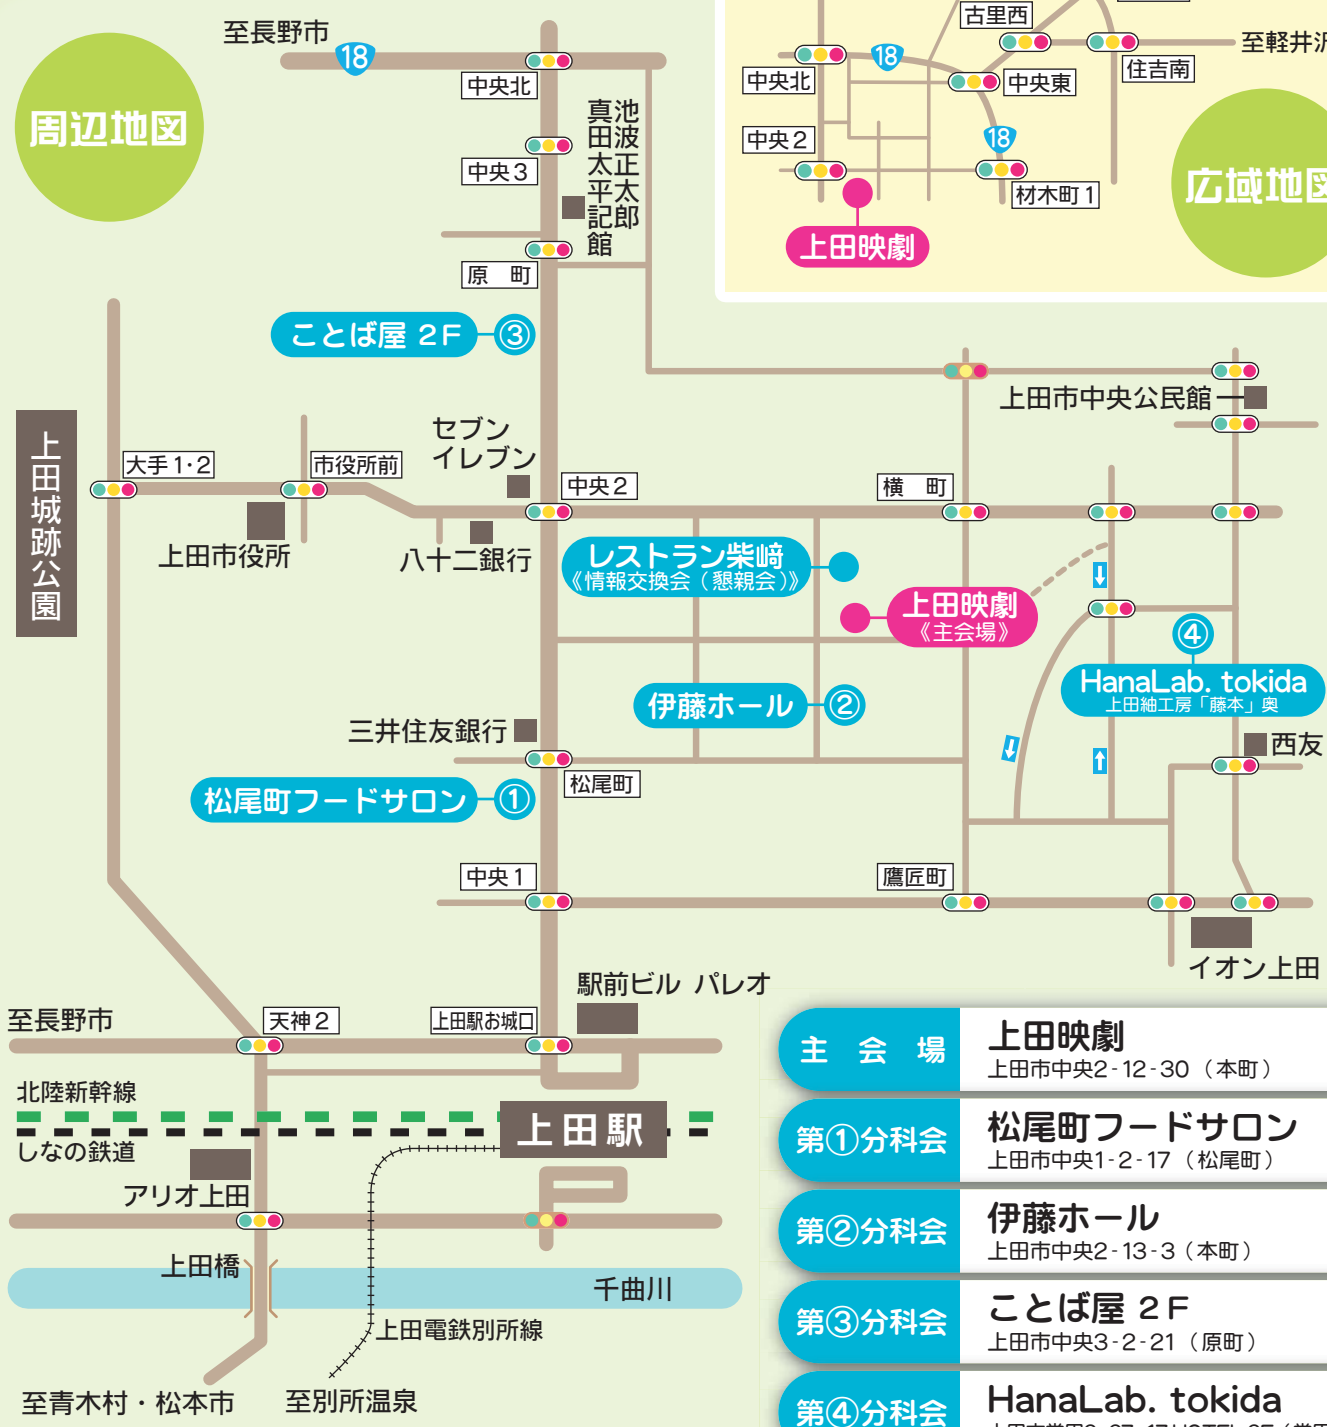 周辺地図
至長野市
18
中央北
中央3
原 町
池波正太郎
真田太平記館
古里西
18
中央北
中央東
住吉南
中央2
18
材木町1
上田映劇
ことば屋 2F
③
上田城跡公園
大手1・2
市役所前
上田市役所
セブン
イレブン
中央2
八十二銀行
横 町
上田市中央公民館
レストラン柴﨑
《情報交換会(懇親会)》
上田映劇
《主会場》
④
HanaLab. tokida
上田紬工房「藤本」奥
伊藤ホール
②
三井住友銀行
松尾町
松尾町フードサロン
①
西友
中央1
鷹匠町
イオン上田
駅前ビル パレオ
至長野市
天神2
上田駅お城口
北陸新幹線
しなの鉄道
上田駅
アリオ上田
上田橋
千曲川
上田電鉄別所線
至青木村・松本市
至別所温泉
主会場
上田映劇
上田市中央2-12-30(本町)
第①分科会
松尾町フードサロン
上田市中央1-2-17(松尾町)
第②分科会
伊藤ホール
上田市中央2-13-3(本町)
第③分科会
ことば屋 2F
上田市中央3-2-21(原町)
第④分科会
HanaLab. tokida